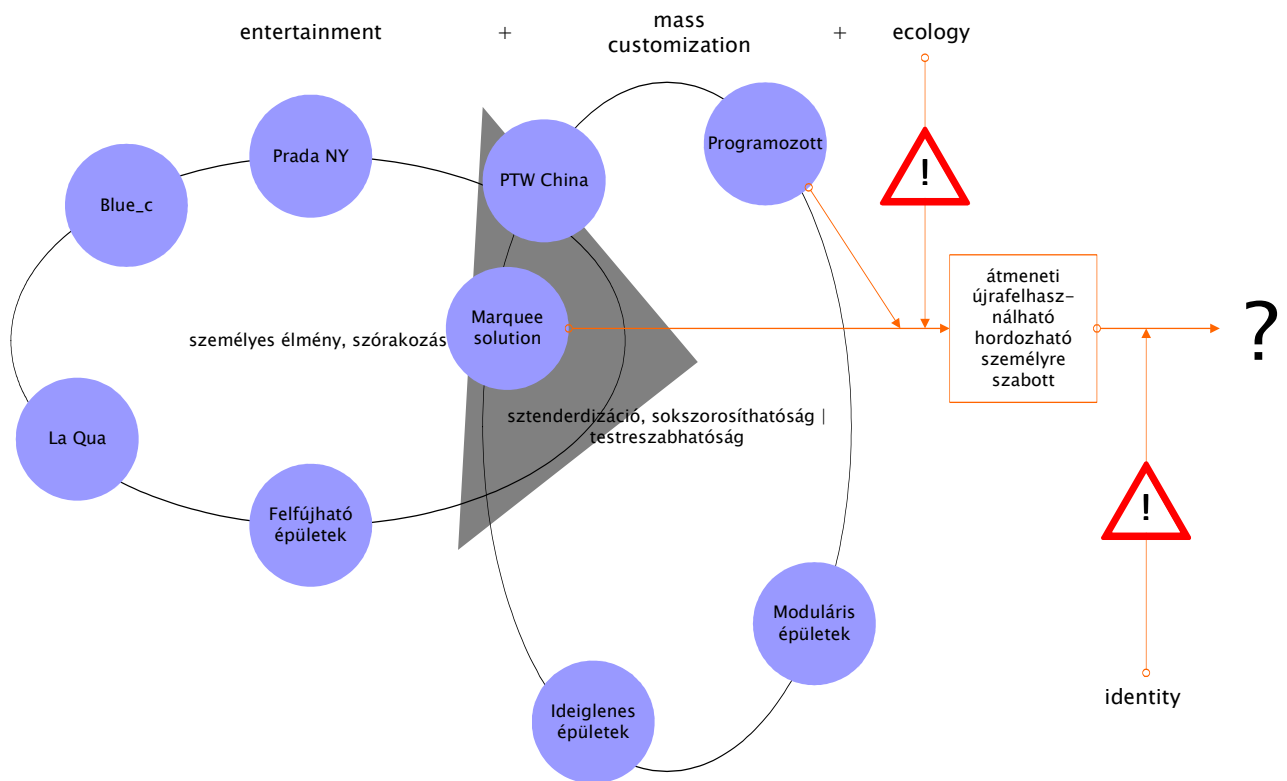 entertainment + mass customization + ecology
Prada NY
PTW China
Programozott
!
Blue_c
Marquee
solution
személyes élmény, szórakozás
átmeneti
újrafelhasz-
nálható
hordozható
személyre
szabott
?
La Qua
sztenderdizáció, sokszorosíthatóság |
testreszabhatóság
Felfújható
épületek
!
Moduláris
épületek
Ideiglenes
épületek
identity